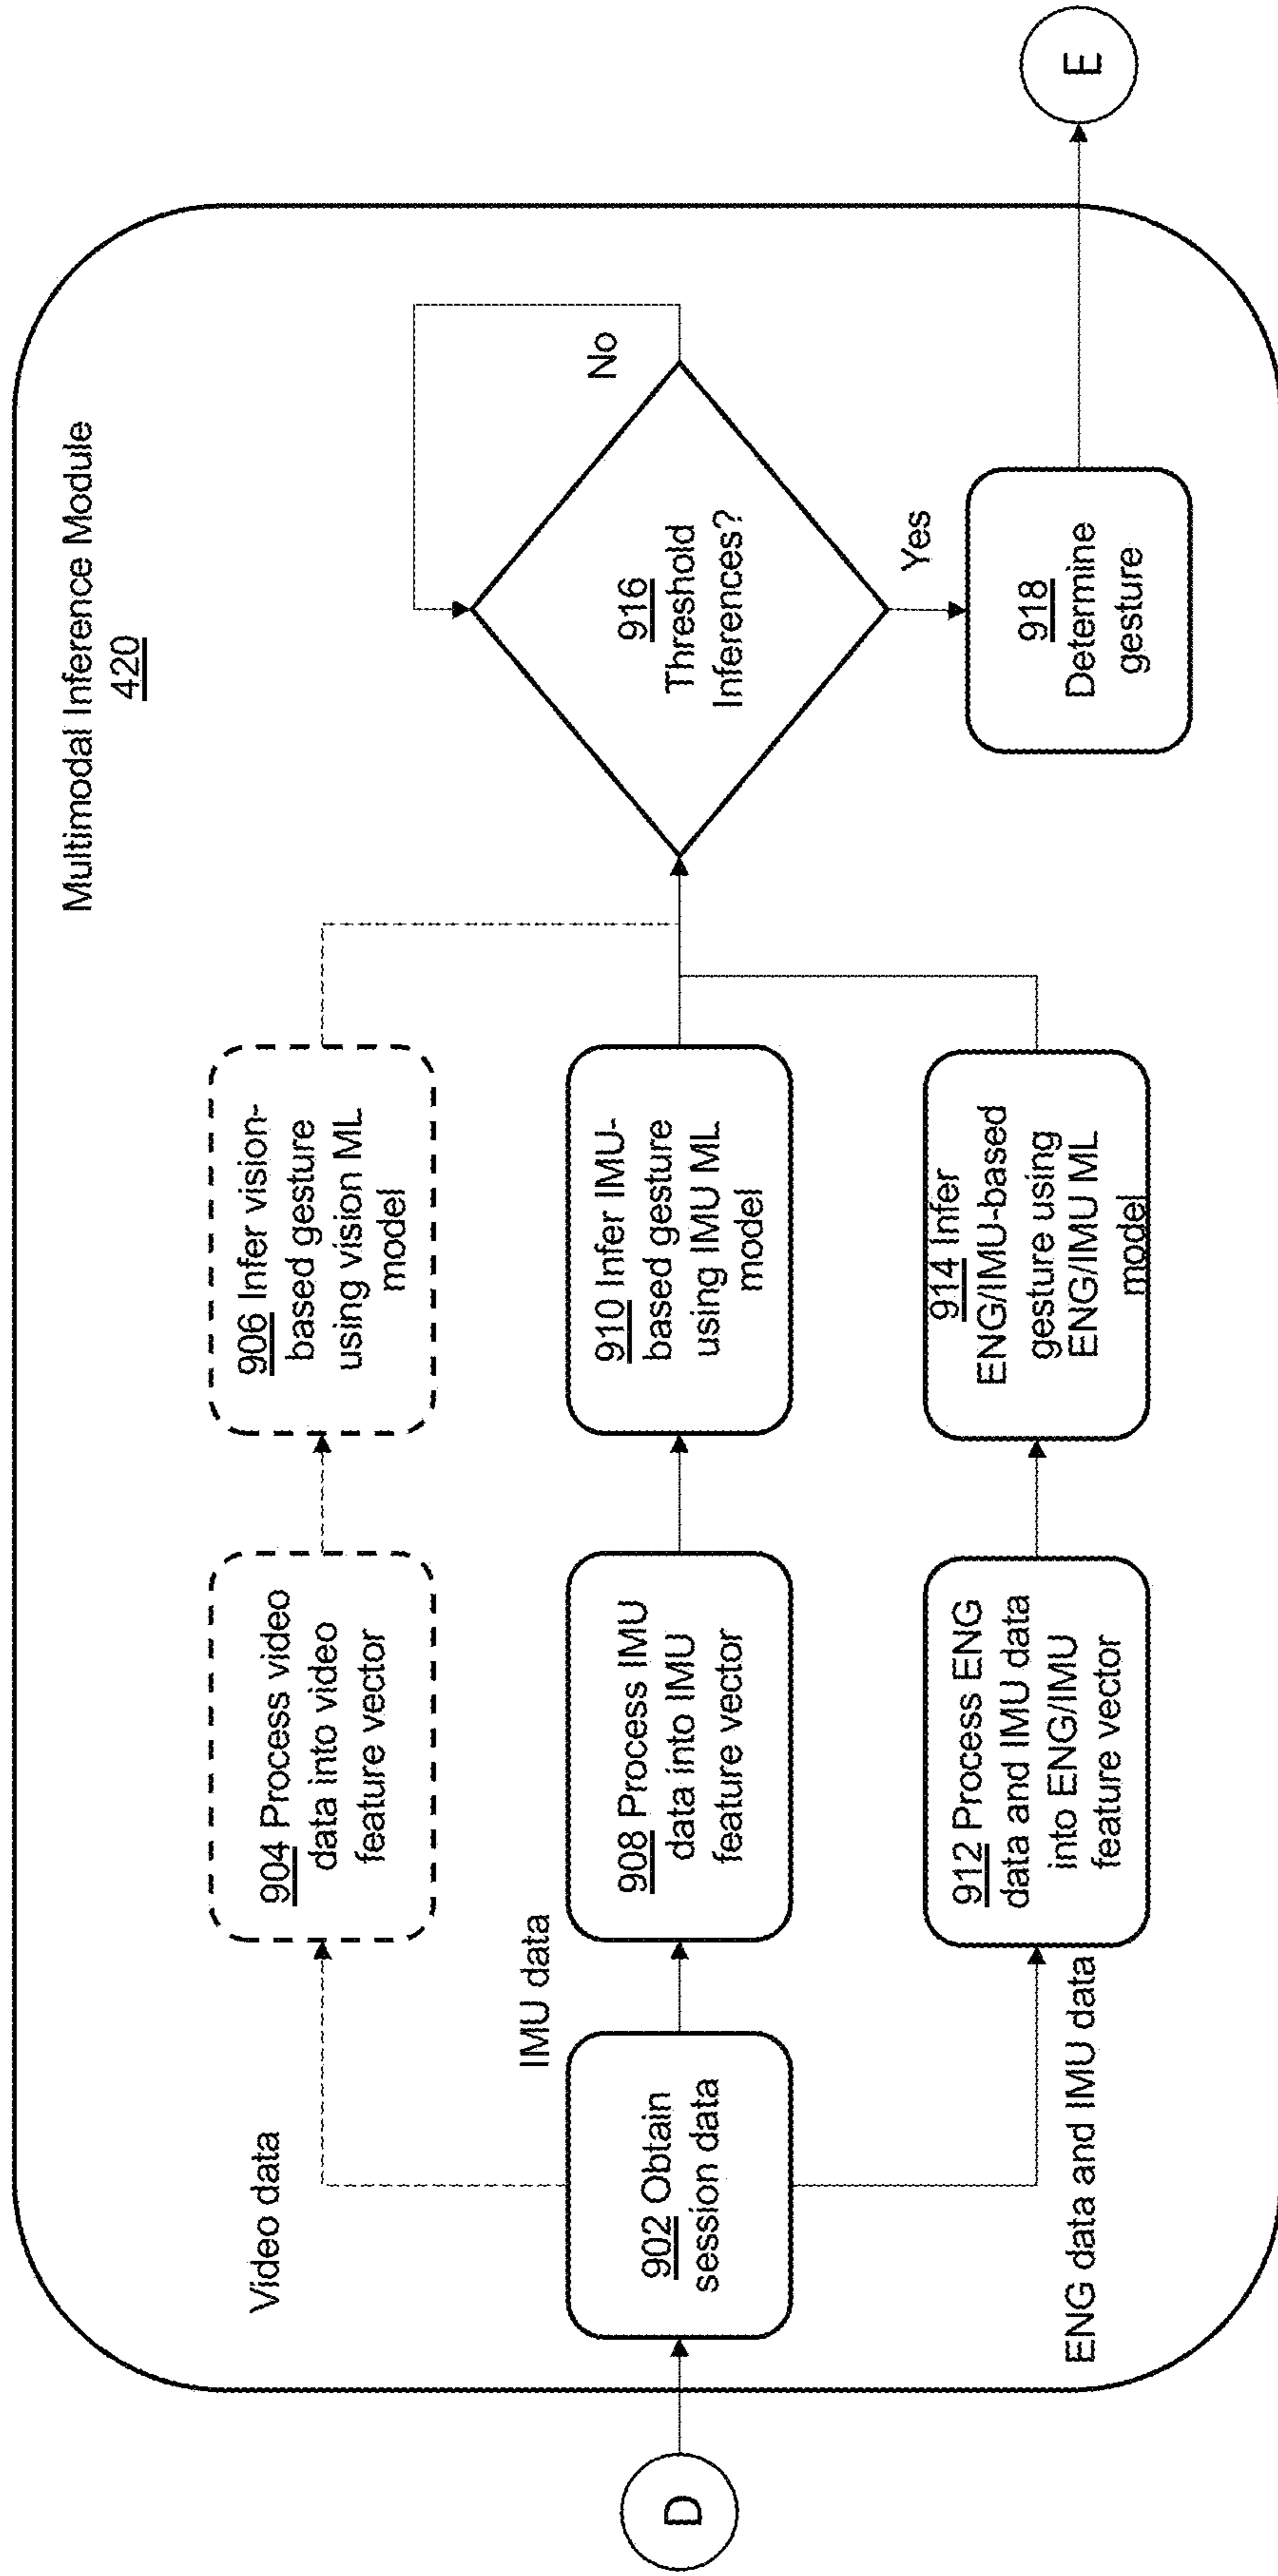 Multimodal Inference Module
420
D
902 Obtain
session data
Video data
904 Process video
data into video
feature vector
906 Infer vision-
based gesture
using vision ML
model
IMU data
908 Process IMU
data into IMU
feature vector
910 Infer IMU-
based gesture
using IMU ML
model
ENG data and IMU data
912 Process ENG
data and IMU data
into ENG/IMU
feature vector
914 Infer
ENG/IMU-based
gesture using
ENG/IMU ML
model
916
Threshold
Inferences?
No
Yes
918
Determine
gesture
E